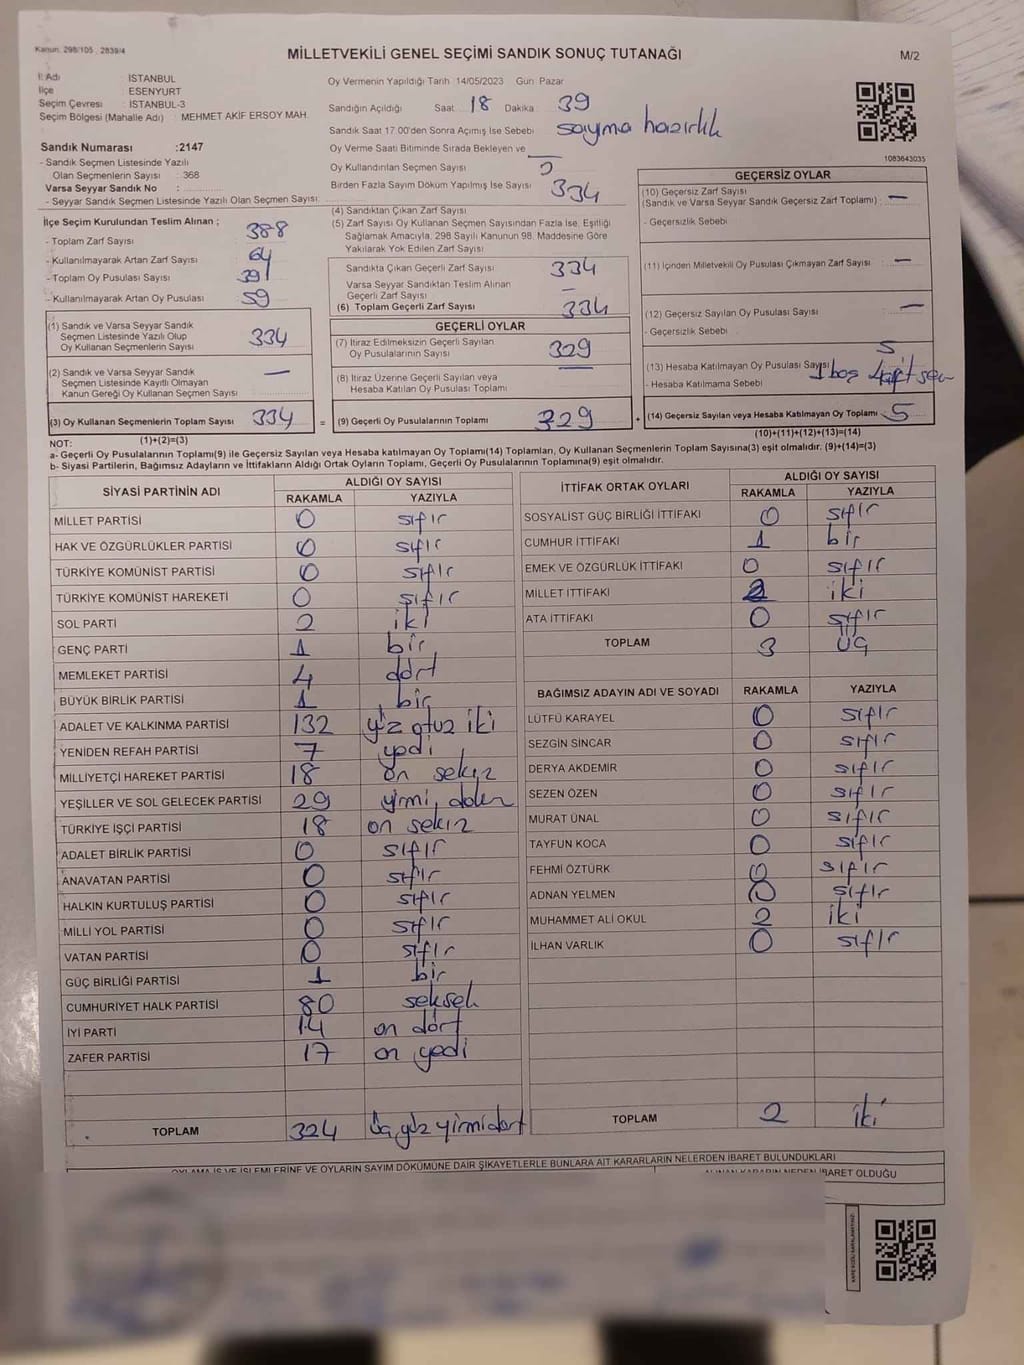 Kanun. 298/105 , 2839/4
MİLLETVEKİLİ GENEL SEÇİMİ SANDIK SONUÇ TUTANAĞI
M/2
İl Adı : İSTANBUL
İlçe : ESENYURT
Seçim Çevresi : İSTANBUL-3
Seçim Bölgesi (Mahalle Adı) : MEHMET AKİF ERSOY MAH.
Sandık Numarası :2147
- Sandık Seçmen Listesinde Yazılı
Olan Seçmenlerin Sayısı : 368
Varsa Seyyar Sandık No :
- Seyyar Sandık Seçmen Listesinde Yazılı Olan Seçmen Sayısı:
Oy Vermenin Yapıldığı Tarih 14/05/2023 Gün Pazar
Sandığın Açıldığı Saat 18 Dakika 39
Sandık Saat 17.00'den Sonra Açımış İse Sebebi sayma hazırlık
Oy Verme Saati Bitiminde Sırada Bekleyen ve
Oy Kullandırılan Seçmen Sayısı
Birden Fazla Sayım Döküm Yapılmış İse Sayısı
1083643035
İlçe Seçim Kurulundan Teslim Alınan ;
- Toplam Zarf Sayısı 388
- Kullanılmayarak Artan Zarf Sayısı 64
- Toplam Oy Pusulası Sayısı 391
- Kullanılmayarak Artan Oy Pusulası 59
(1) Sandık ve Varsa Seyyar Sandık
Seçmen Listesinde Yazılı Olup
Oy Kullanan Seçmenlerin Sayısı 334
(2) Sandık ve Varsa Seyyar Sandık
Seçmen Listesinde Kayıtlı Olmayan
Kanun Gereği Oy Kullanan Seçmen Sayısı —
(3) Oy Kullanan Seçmenlerin Toplam Sayısı 334
(4) Sandıktan Çıkan Zarf Sayısı 334
(5) Zarf Sayısı Oy Kullanan Seçmen Sayısından Fazla İse, Eşitliği
Sağlamak Amacıyla, 298 Sayılı Kanunun 98. Maddesine Göre
Yakılarak Yok Edilen Zarf Sayısı
Sandıkta Çıkan Geçerli Zarf Sayısı 334
Varsa Seyyar Sandıktan Teslim Alınan
Geçerli Zarf Sayısı —
(6) Toplam Geçerli Zarf Sayısı 334
GEÇERLİ OYLAR
(7) İtiraz Edilmeksizin Geçerli Sayılan
Oy Pusulalarının Sayısı 329
(8) İtiraz Üzerine Geçerli Sayılan veya
Hesaba Katılan Oy Pusulaları Toplamı —
= (9) Geçerli Oy Pusulalarının Toplamı 329
GEÇERSİZ OYLAR
(10) Geçersiz Zarf Sayısı
(Sandık ve Varsa Seyyar Sandık Geçersiz Zarf Toplamı) : —
- Geçersizlik Sebebi
(11) İçinden Milletvekili Oy Pusulası Çıkmayan Zarf Sayısı : —
(12) Geçersiz Sayılan Oy Pusulası Sayısı : —
- Geçersizlik Sebebi
(13) Hesaba Katılmayan Oy Pusulası Sayısı 5
- Hesaba Katılmama Sebebi 1 boş 4
+ (14) Geçersiz Sayılan veya Hesaba Katılmayan Oy Toplamı : 5
NOT: (1)+(2)=(3)
(10)+(11)+(12)+(13)=(14)
a- Geçerli Oy Pusulalarının Toplamı(9) ile Geçersiz Sayılan veya Hesaba katılmayan Oy Toplamı(14) Toplamları, Oy Kullanan Seçmenlerin Toplam Sayısına(3) eşit olmalıdır. (9)+(14)=(3)
b- Siyasi Partilerin, Bağımsız Adayların ve İttifakların Aldığı Ortak Oyların Toplamı, Geçerli Oy Pusulalarının Toplamına(9) eşit olmalıdır.
SİYASİ PARTİNİN ADI
ALDIĞI OY SAYISI
RAKAMLA YAZIYLA
MİLLET PARTİSİ 0 sıfır
HAK VE ÖZGÜRLÜKLER PARTİSİ 0 sıfır
TÜRKİYE KOMÜNİST PARTİSİ 0 sıfır
TÜRKİYE KOMÜNİST HAREKETİ 0 sıfır
SOL PARTİ 2 iki
GENÇ PARTİ 1 bir
MEMLEKET PARTİSİ 4 dört
BÜYÜK BİRLİK PARTİSİ 1 bir
ADALET VE KALKINMA PARTİSİ 132 yüz otuz iki
YENİDEN REFAH PARTİSİ 7 yedi
MİLLİYETÇİ HAREKET PARTİSİ 18 on sekiz
YEŞİLLER VE SOL GELECEK PARTİSİ 29 yirmi dokuz
TÜRKİYE İŞÇİ PARTİSİ 18 on sekiz
ADALET BİRLİK PARTİSİ 0 sıfır
ANAVATAN PARTİSİ 0 sıfır
HALKIN KURTULUŞ PARTİSİ 0 sıfır
MİLLİ YOL PARTİSİ 0 sıfır
VATAN PARTİSİ 0 sıfır
GÜÇ BİRLİĞİ PARTİSİ 1 bir
CUMHURİYET HALK PARTİSİ 80 seksen
İYİ PARTİ 14 on dört
ZAFER PARTİSİ 17 on yedi
TOPLAM 324 üçyüzyirmidört
İTTİFAK ORTAK OYLARI
ALDIĞI OY SAYISI
RAKAMLA YAZIYLA
SOSYALİST GÜÇ BİRLİĞİ İTTİFAKI 0 sıfır
CUMHUR İTTİFAKI 1 bir
EMEK VE ÖZGÜRLÜK İTTİFAKI 0 sıfır
MİLLET İTTİFAKI 2 iki
ATA İTTİFAKI 0 sıfır
TOPLAM 3 üç
BAĞIMSIZ ADAYIN ADI VE SOYADI RAKAMLA YAZIYLA
LÜTFÜ KARAYEL 0 sıfır
SEZGİN SİNCAR 0 sıfır
DERYA AKDEMİR 0 sıfır
SEZEN ÖZEN 0 sıfır
MURAT ÜNAL 0 sıfır
TAYFUN KOCA 0 sıfır
FEHMİ ÖZTÜRK 0 sıfır
ADNAN YELMEN 0 sıfır
MUHAMMET ALİ OKUL 2 iki
İLHAN VARLIK 0 sıfır
TOPLAM 2 iki
OYLAMA İŞ VE İŞLEMLERİNE VE OYLARIN SAYIM DÖKÜMÜNE DAİR ŞİKAYETLERLE BUNLARA AİT KARARLARIN NELERDEN İBARET BULUNDUKLARI
ALINAN KARARIN NEDEN İBARET OLDUĞU